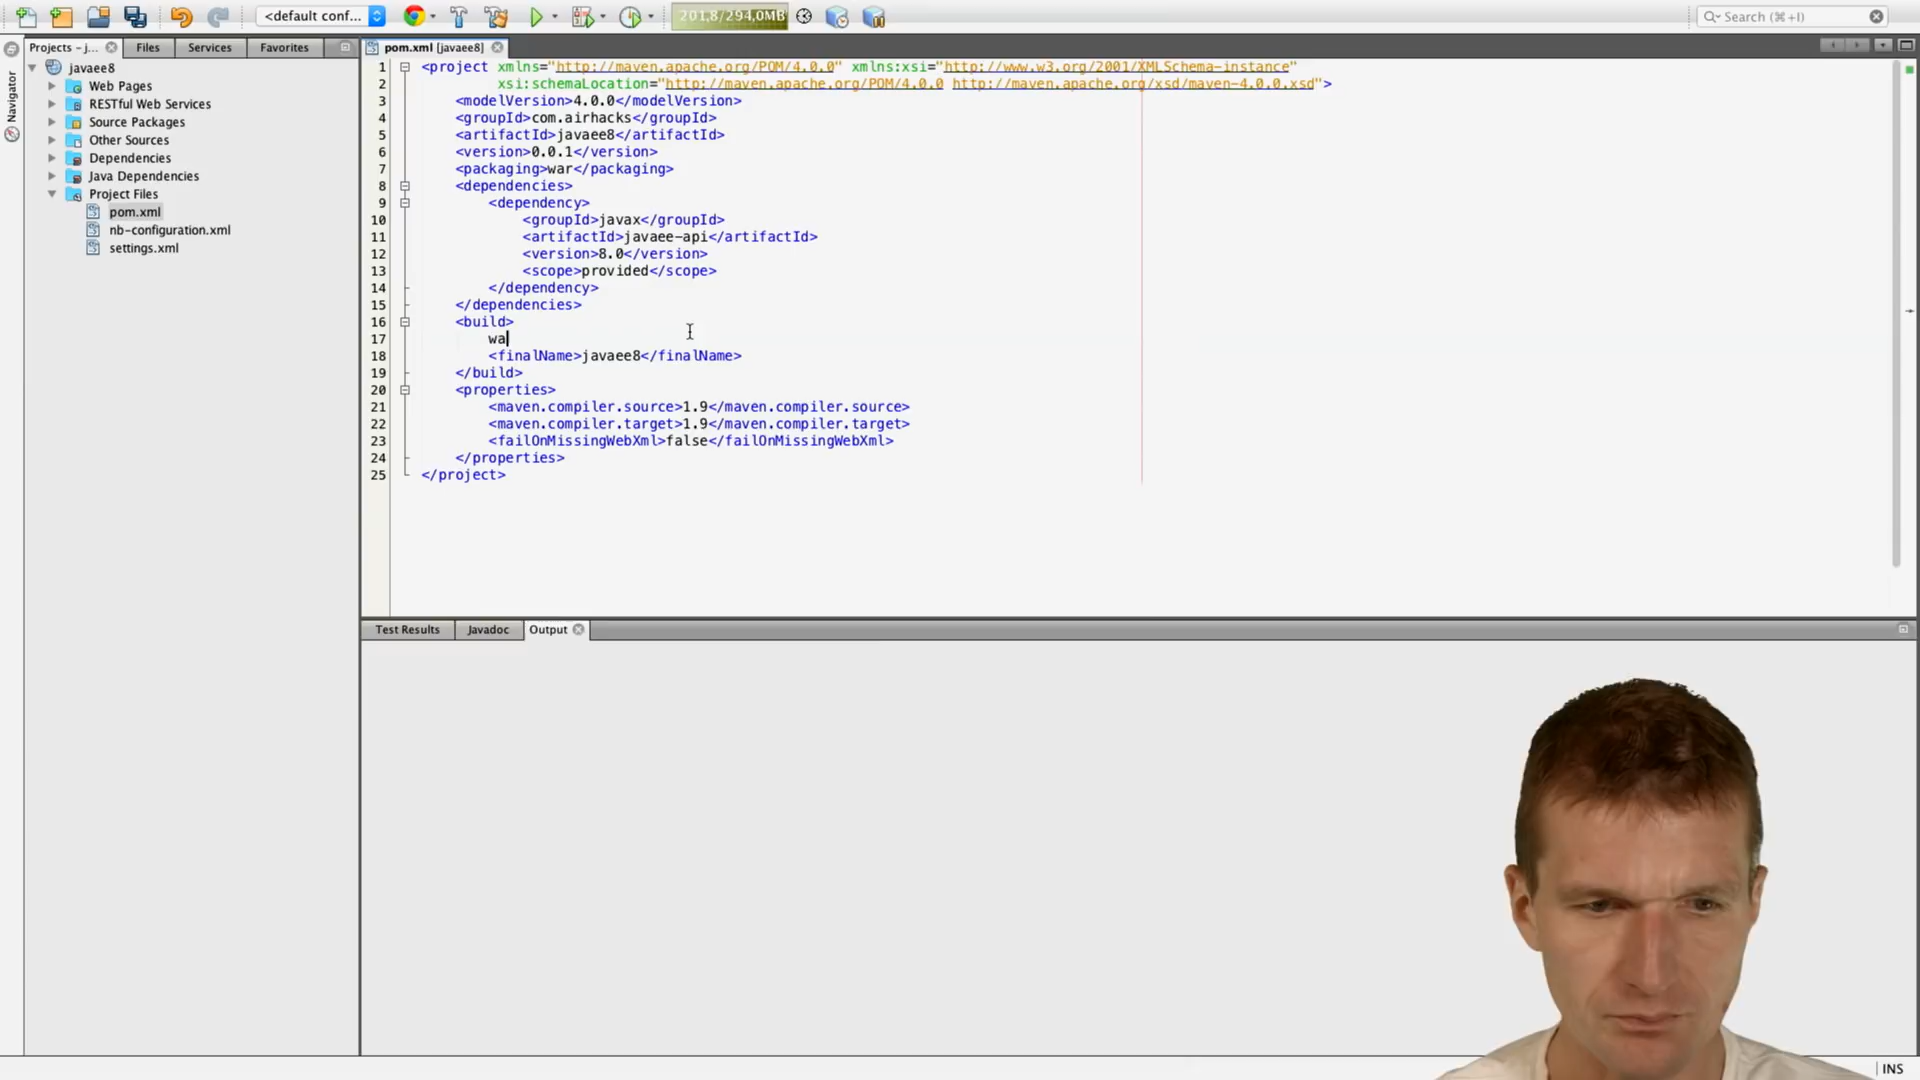 <default conf...
201,8/294,0MB
Search (⌘+I)
Projects – j...
Files
Services
Favorites
pom.xml [javaee8]
Navigator
javaee8
Web Pages
RESTful Web Services
Source Packages
Other Sources
Dependencies
Java Dependencies
Project Files
pom.xml
nb-configuration.xml
settings.xml
1 <project xmlns="http://maven.apache.org/POM/4.0.0" xmlns:xsi="http://www.w3.org/2001/XMLSchema-instance"
2 xsi:schemaLocation="http://maven.apache.org/POM/4.0.0 http://maven.apache.org/xsd/maven-4.0.0.xsd">
3 <modelVersion>4.0.0</modelVersion>
4 <groupId>com.airhacks</groupId>
5 <artifactId>javaee8</artifactId>
6 <version>0.0.1</version>
7 <packaging>war</packaging>
8 <dependencies>
9 <dependency>
10 <groupId>javax</groupId>
11 <artifactId>javaee-api</artifactId>
12 <version>8.0</version>
13 <scope>provided</scope>
14 </dependency>
15 </dependencies>
16 <build>
17 wa
18 <finalName>javaee8</finalName>
19 </build>
20 <properties>
21 <maven.compiler.source>1.9</maven.compiler.source>
22 <maven.compiler.target>1.9</maven.compiler.target>
23 <failOnMissingWebXml>false</failOnMissingWebXml>
24 </properties>
25 </project>
Test Results
Javadoc
Output
INS